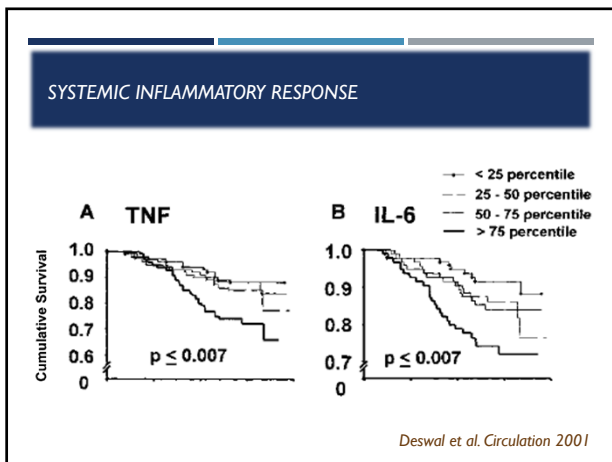 SYSTEMIC INFLAMMATORY RESPONSE
< 25 percentile
25 - 50 percentile
50 - 75 percentile
> 75 percentile
A TNF
B IL-6
Cumulative Survival
1.0
0.9
0.8
0.7
0.6
0
p ≤ 0.007
1.0
0.9
0.8
0.7
0
p ≤ 0.007
Deswal et al. Circulation 2001